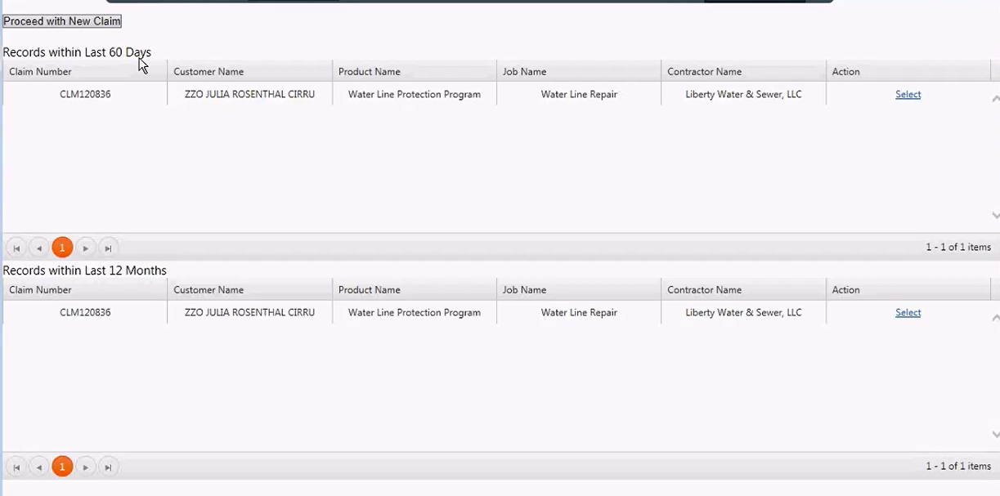 Proceed with New Claim
Records within Last 60 Days
Claim Number Customer Name Product Name Job Name Contractor Name Action
CLM120836 ZZO JULIA ROSENTHAL CIRRU Water Line Protection Program Water Line Repair Liberty Water & Sewer, LLC Select
1 1 - 1 of 1 items
Records within Last 12 Months
Claim Number Customer Name Product Name Job Name Contractor Name Action
CLM120836 ZZO JULIA ROSENTHAL CIRRU Water Line Protection Program Water Line Repair Liberty Water & Sewer, LLC Select
1 1 - 1 of 1 items